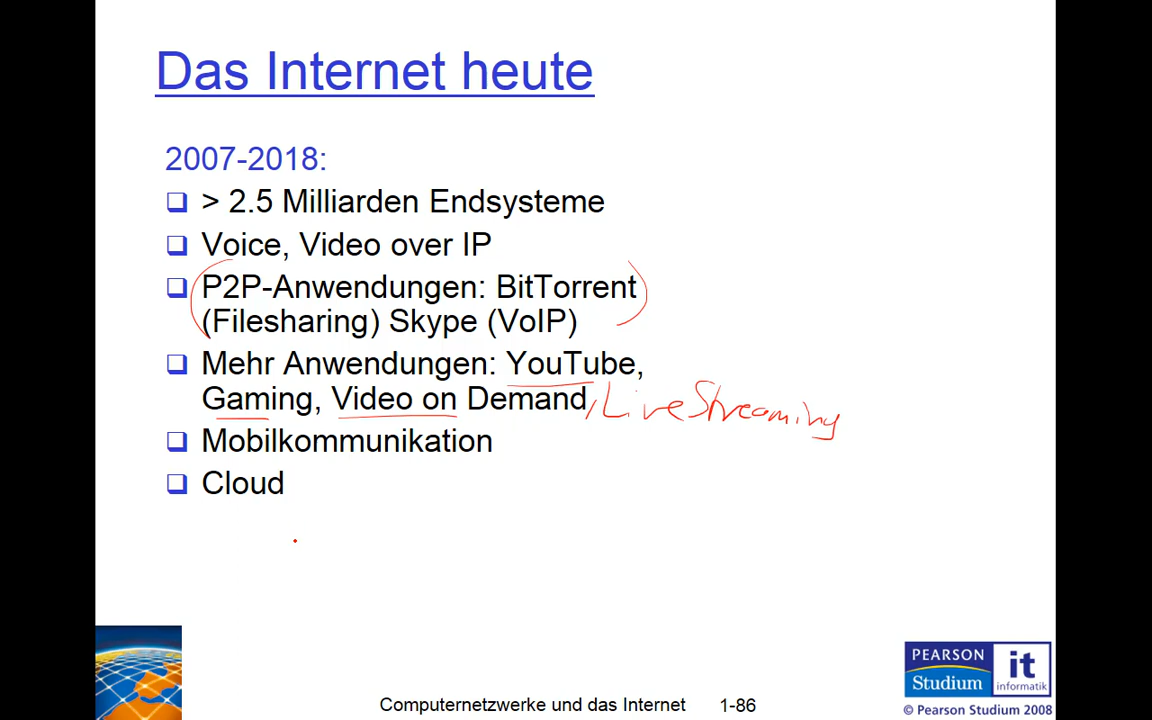 Das Internet heute
2007-2018:
> 2.5 Milliarden Endsysteme
Voice, Video over IP
P2P-Anwendungen: BitTorrent
(Filesharing) Skype (VoIP)
Mehr Anwendungen: YouTube,
Gaming, Video on Demand, LiveStreaming
Mobilkommunikation
Cloud
PEARSON
Studium
it
informatik
Computernetzwerke und das Internet 1-86
© Pearson Studium 2008